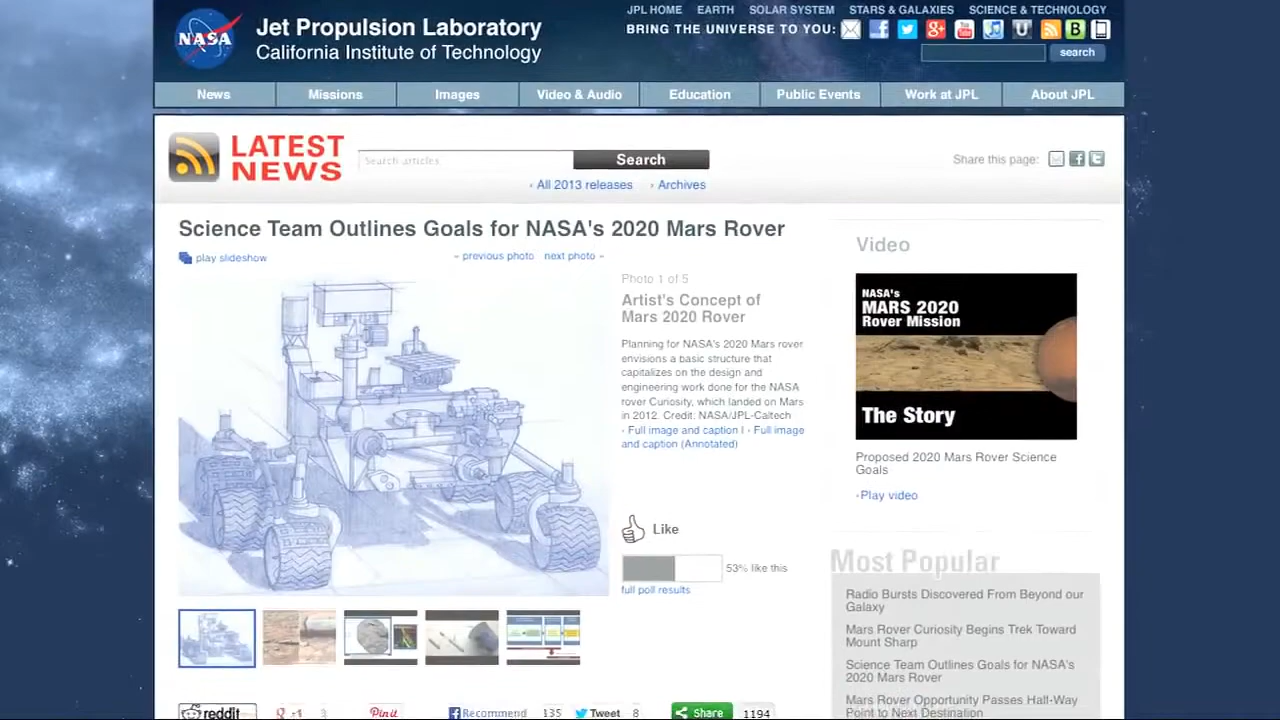 JPL HOME EARTH SOLAR SYSTEM STARS & GALAXIES SCIENCE & TECHNOLOGY
NASA
Jet Propulsion Laboratory
California Institute of Technology
BRING THE UNIVERSE TO YOU:
search
News Missions Images Video & Audio Education Public Events Work at JPL About JPL
LATEST
NEWS
Search articles
Search
Share this page:
› All 2013 releases › Archives
Science Team Outlines Goals for NASA's 2020 Mars Rover
play slideshow
previous photo next photo
Photo 1 of 5
Artist's Concept of
Mars 2020 Rover
Planning for NASA's 2020 Mars rover
envisions a basic structure that
capitalizes on the design and
engineering work done for the NASA
rover Curiosity, which landed on Mars
in 2012. Credit: NASA/JPL-Caltech
› Full image and caption | › Full image
and caption (Annotated)
Like
53% like this
full poll results
Video
NASA's
MARS 2020
Rover Mission
The Story
Proposed 2020 Mars Rover Science
Goals
› Play video
Most Popular
Radio Bursts Discovered From Beyond our
Galaxy
Mars Rover Curiosity Begins Trek Toward
Mount Sharp
Science Team Outlines Goals for NASA's
2020 Mars Rover
Mars Rover Opportunity Passes Half-Way
Point to Next Destination
reddit +1 3 Pin it Recommend 135 Tweet 8 Share 1194